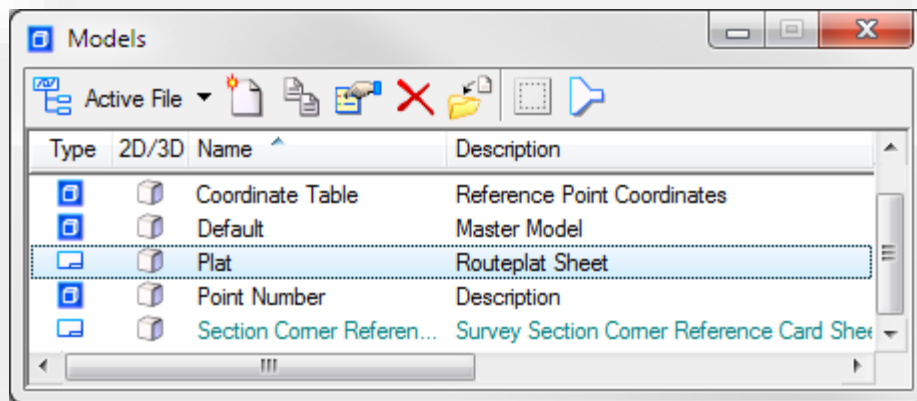 Models
Active File
Type 2D/3D Name Description
Coordinate Table Reference Point Coordinates
Default Master Model
Plat Routeplat Sheet
Point Number Description
Section Corner Referen... Survey Section Corner Reference Card Shee